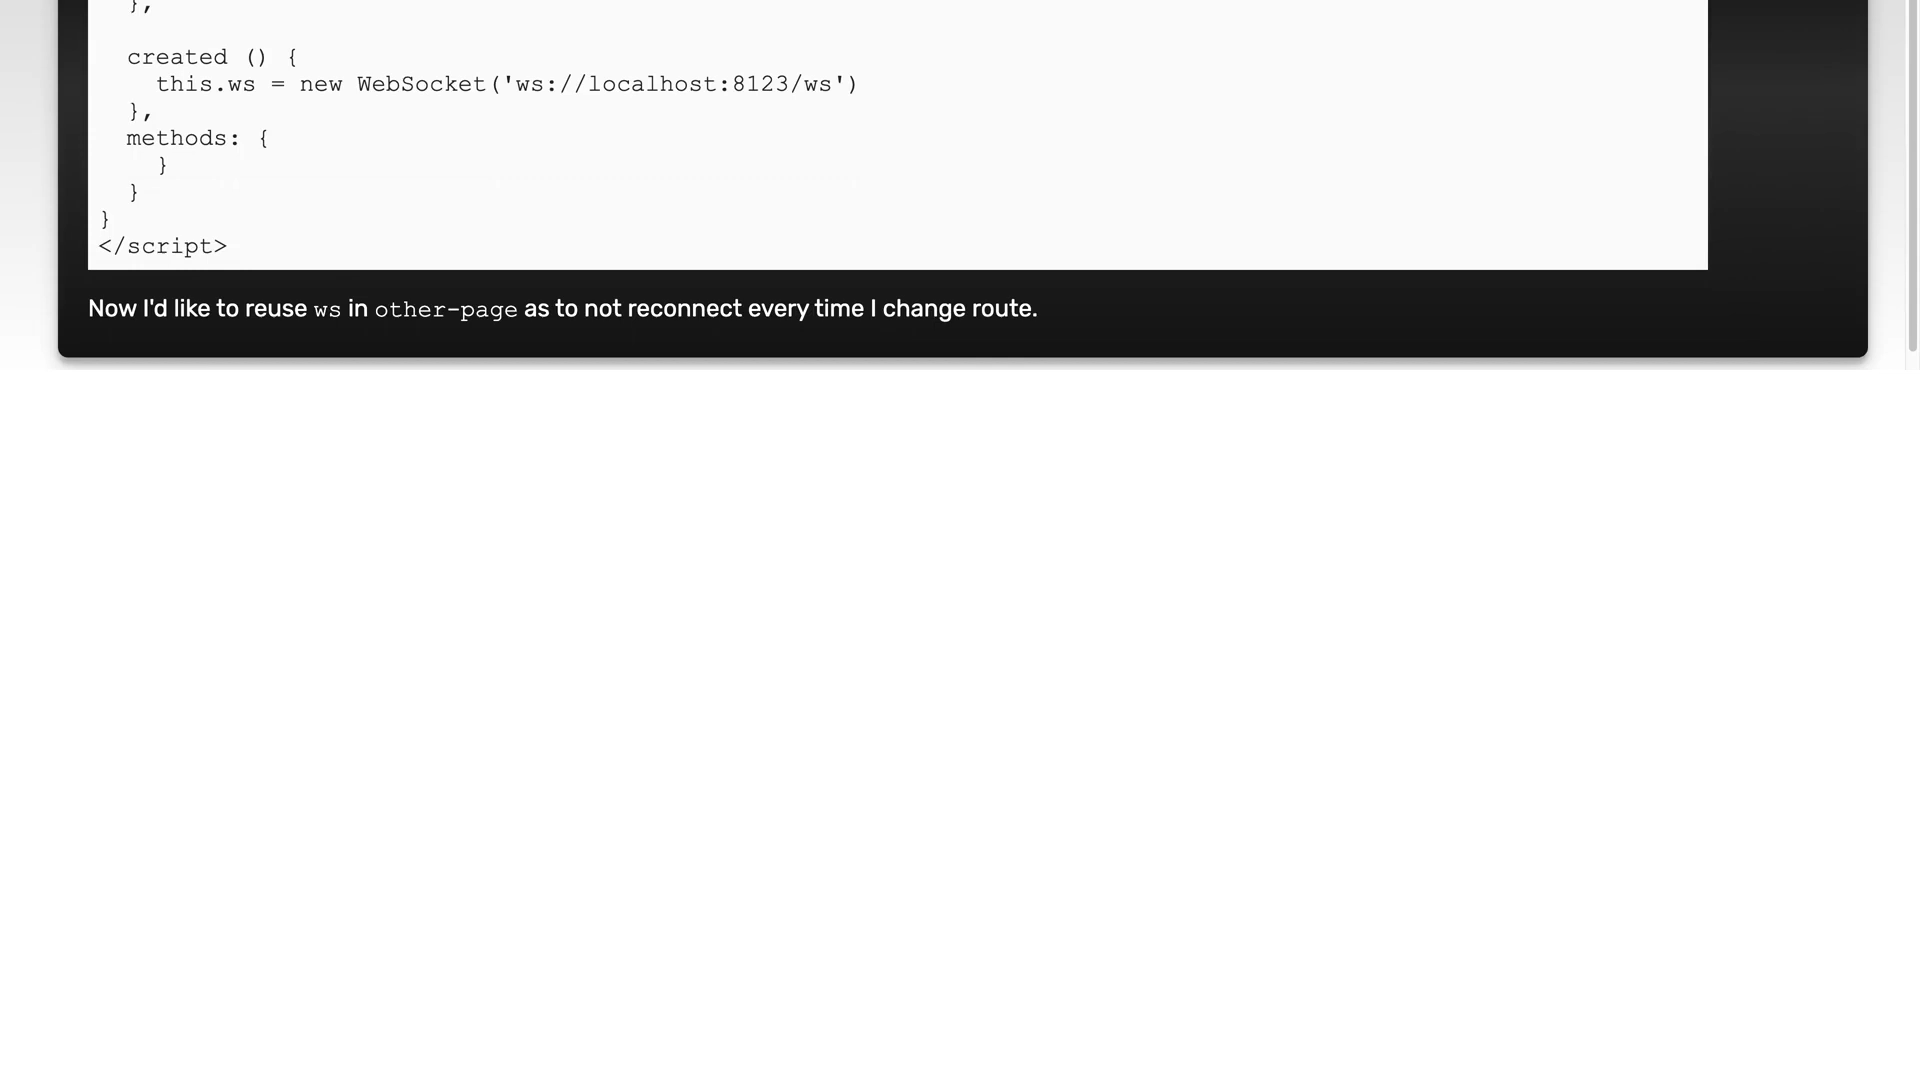 },
created () {
this.ws = new WebSocket('ws://localhost:8123/ws')
},
methods: {
}
}
}
</script>
Now I'd like to reuse ws in other-page as to not reconnect every time I change route.